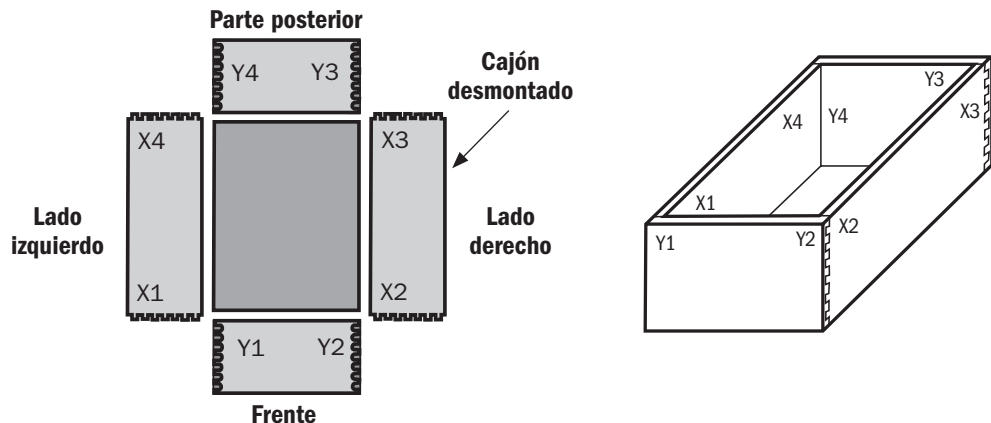 Parte posterior
Y4 Y3
Cajón
desmontado
X4
X3
Lado
izquierdo
Lado
derecho
X1
X2
Y1 Y2
Frente
Y3
X3
X4
Y4
X1
X2
Y1
Y2